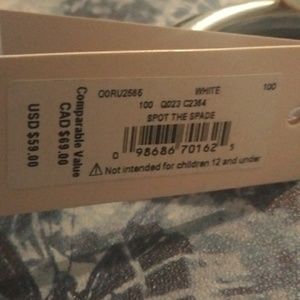 O0RU2565 WHITE 100
100 Q023 C2364
SPOT THE SPADE
0 98686 70162 5
⚠ Not intended for children 12 and under
Comparable Value
CAD $69.00
USD $59.00